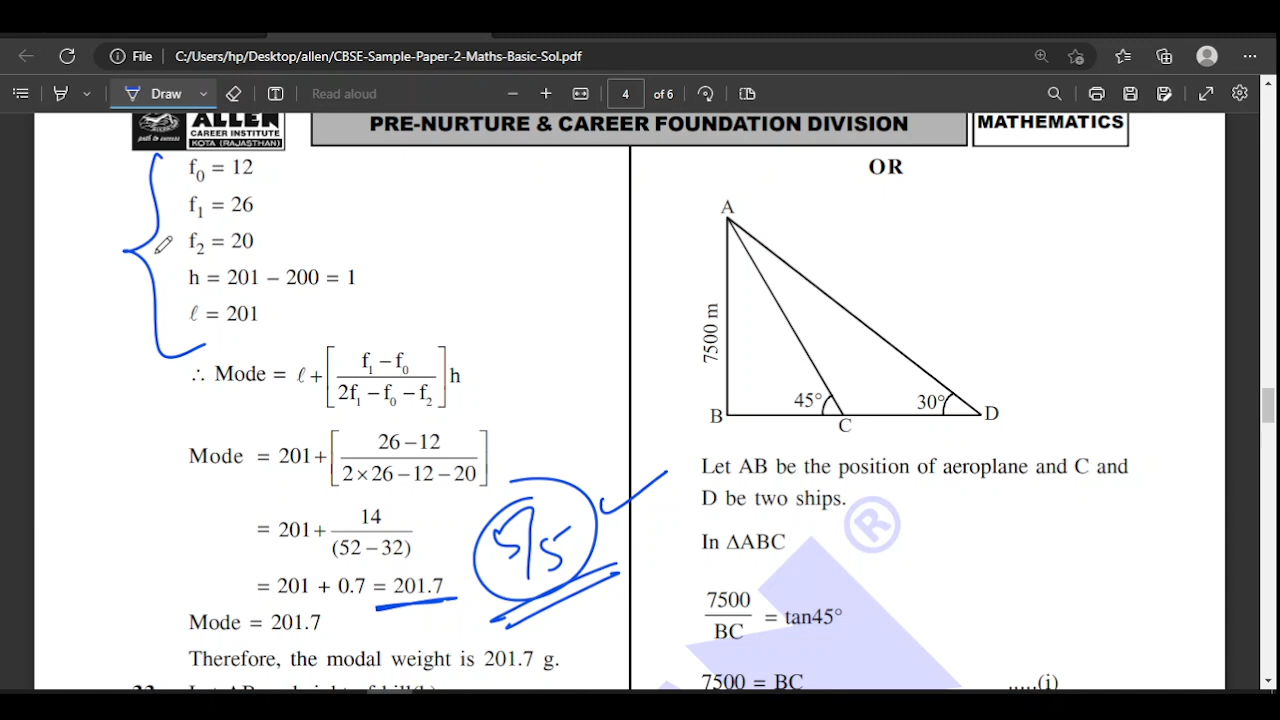 File C:/Users/hp/Desktop/allen/CBSE-Sample-Paper-2-Maths-Basic-Sol.pdf
Draw Read aloud 4 of 6
ALLEN
CAREER INSTITUTE
KOTA (RAJASTHAN)
PRE-NURTURE & CAREER FOUNDATION DIVISION
MATHEMATICS
f₀ = 12
f₁ = 26
f₂ = 20
h = 201 − 200 = 1
ℓ = 201
∴ Mode = ℓ + [ (f₁ − f₀) / (2f₁ − f₀ − f₂) ] h
Mode = 201 + [ (26 − 12) / (2 × 26 − 12 − 20) ]
= 201 + 14 / (52 − 32)
= 201 + 0.7 = 201.7
5/5
Mode = 201.7
Therefore, the modal weight is 201.7 g.
OR
A
7500 m
B 45° C 30° D
Let AB be the position of aeroplane and C and
D be two ships.
In ΔABC
7500 / BC = tan45°
7500 = BC .....(i)
®